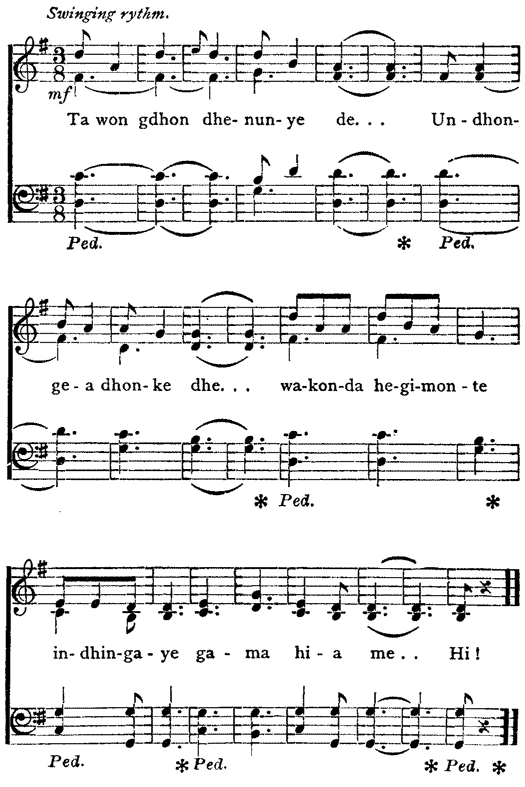 Swinging rythm.
3 8
mf
Ta won gdhon dhe- nun- ye de. . . Un - dhon-
3 8
Ped. * Ped.
ge - a dhon- ke dhe. . . wa-kon-da he-gi-mon - te
* Ped. *
in- dhin- ga - ye ga - ma hi - a me . . Hi !
Ped. * Ped. * Ped. *